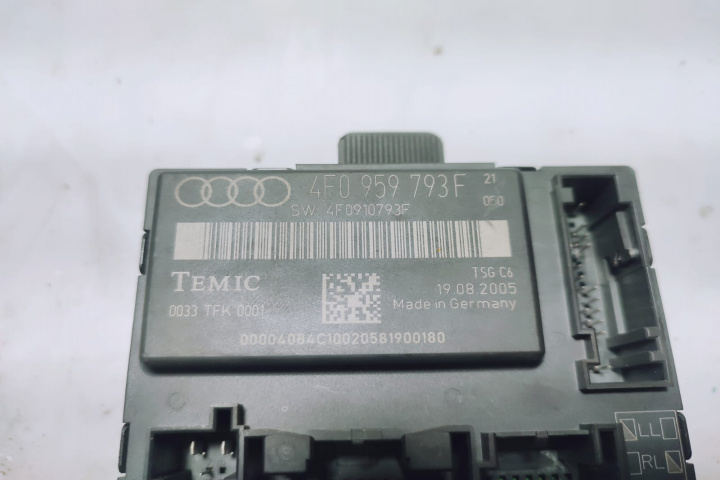 4F0 959 793F 21
050
SW: 4F0910793F
TEMIC
TSG C6
19.08.2005
0033 TFK 0001
Made in Germany
00004084C10020581900180
LL
RL